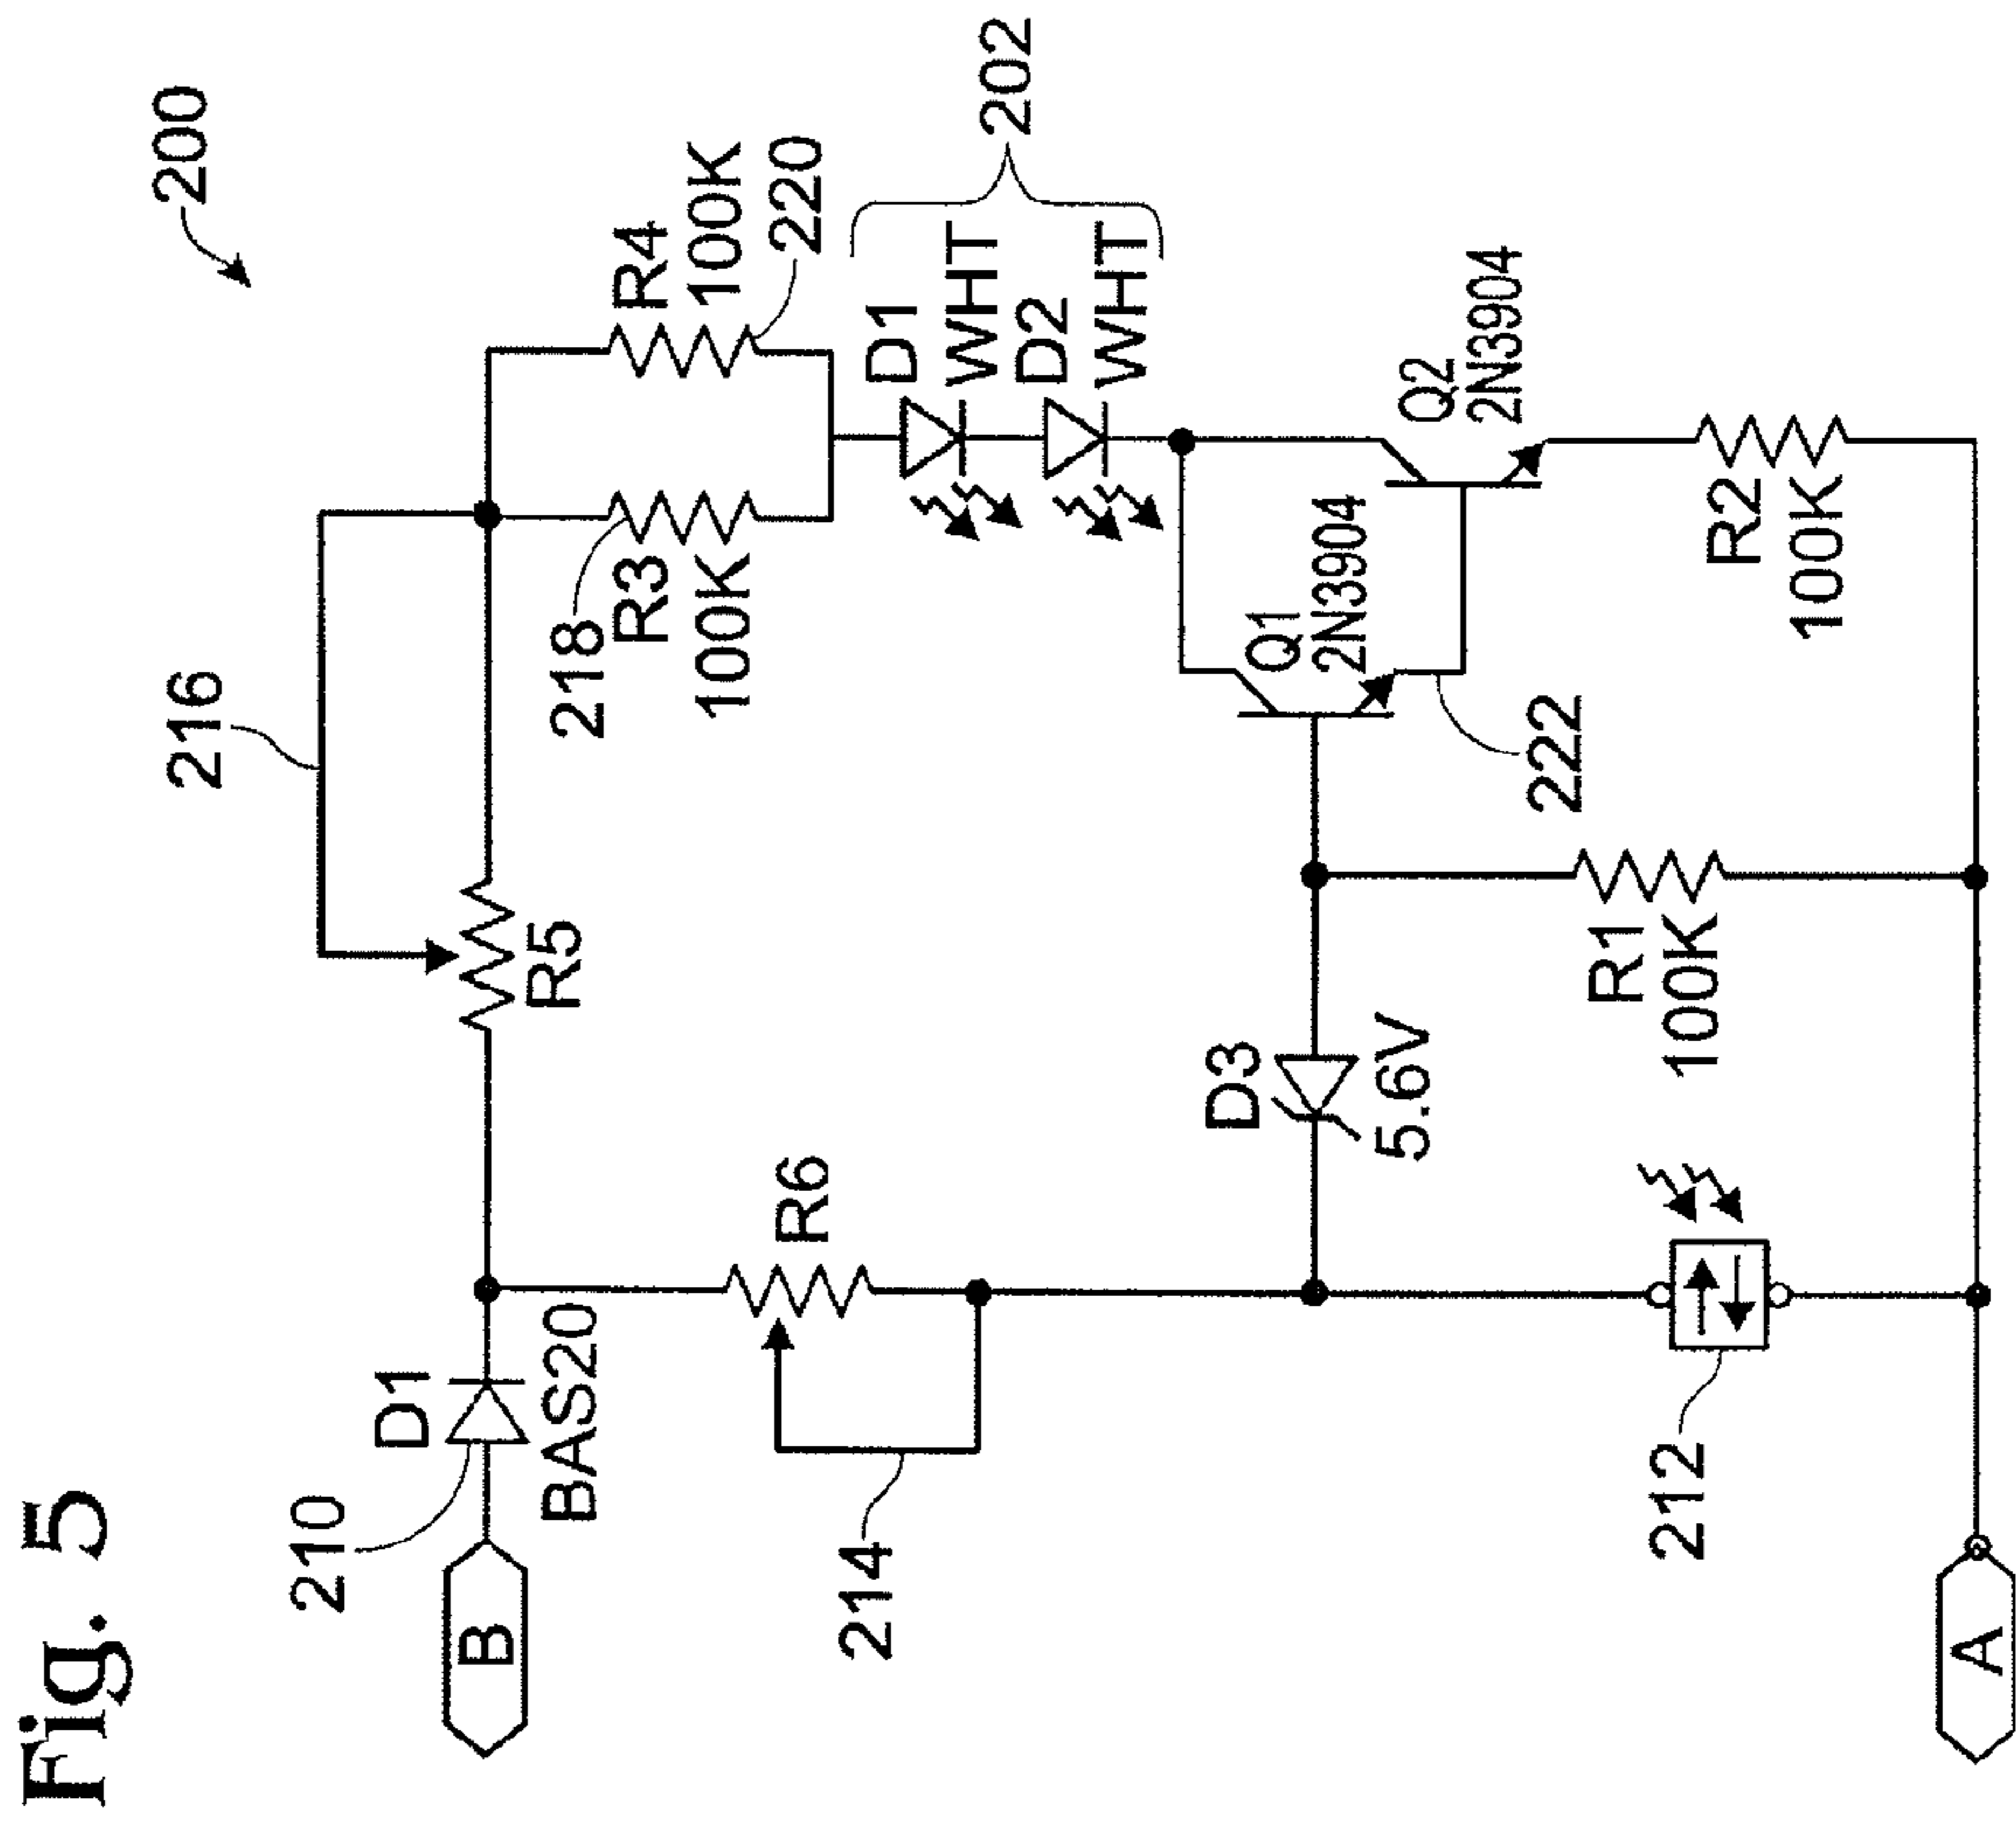 Fig. 5
200
216
R5
210
D1
BAS20
B
R4
100K
220
218
R3
100K
214
R6
D1
WHT
D2
WHT
202
D3
5.6V
Q1
2N3904
Q2
2N3904
222
212
R1
100K
R2
100K
A